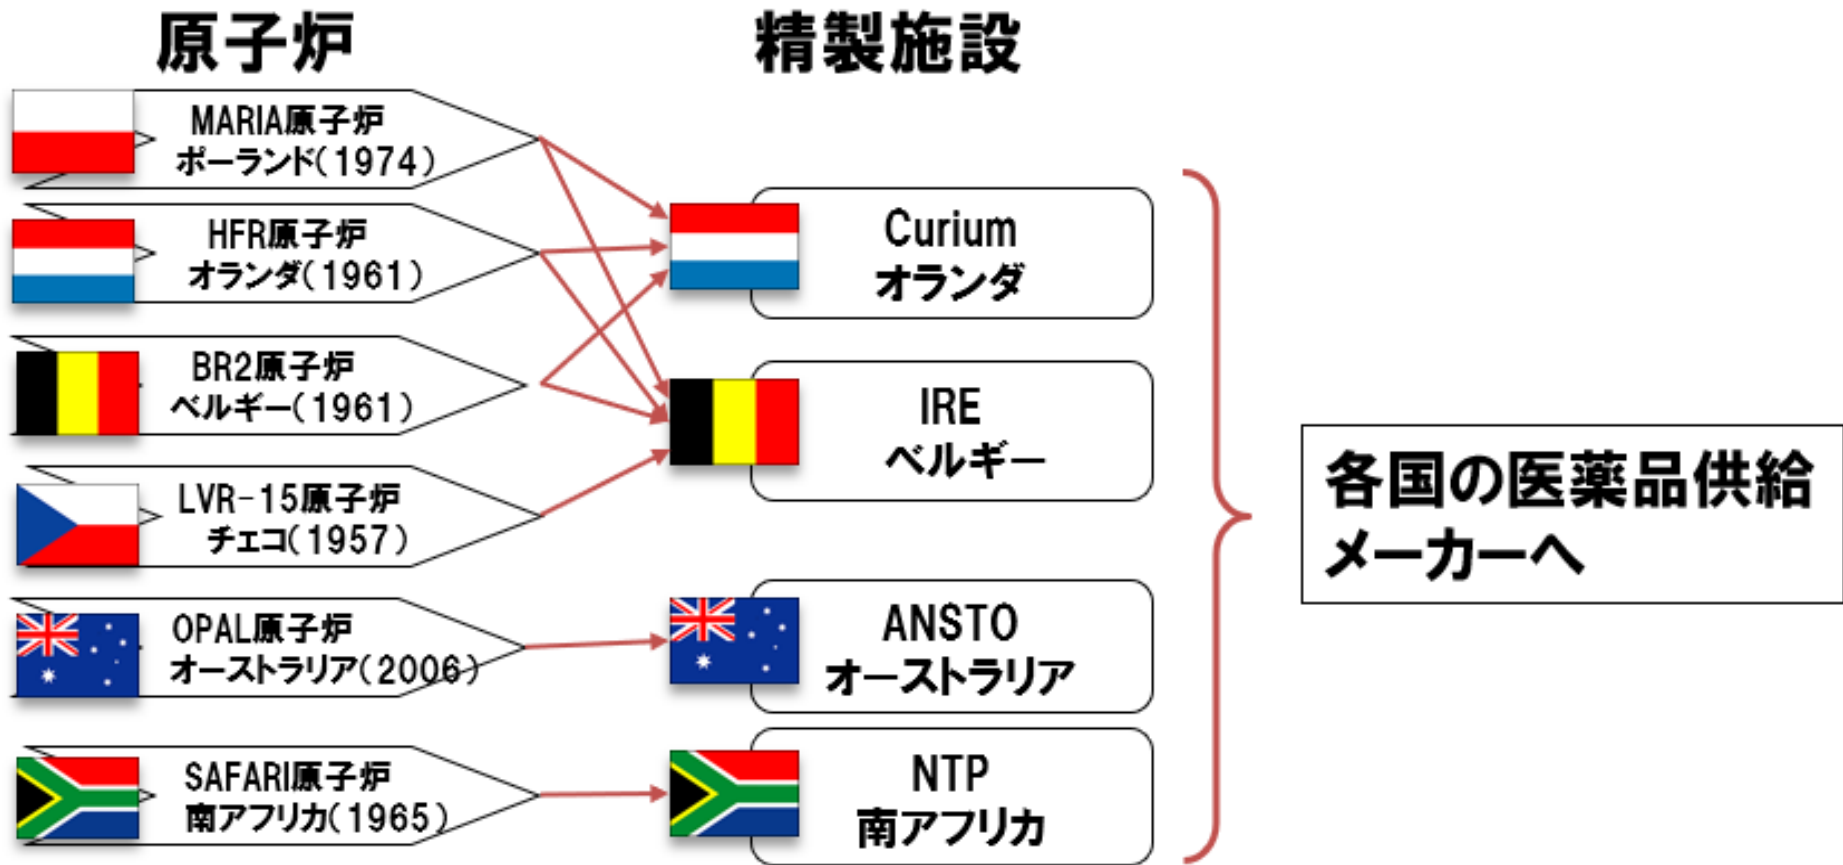 原子炉
精製施設
MARIA原子炉
ポーランド(1974)
HFR原子炉
オランダ(1961)
BR2原子炉
ベルギー(1961)
LVR-15原子炉
チェコ(1957)
OPAL原子炉
オーストラリア(2006)
SAFARI原子炉
南アフリカ(1965)
Curium
オランダ
IRE
ベルギー
ANSTO
オーストラリア
NTP
南アフリカ
各国の医薬品供給
メーカーへ